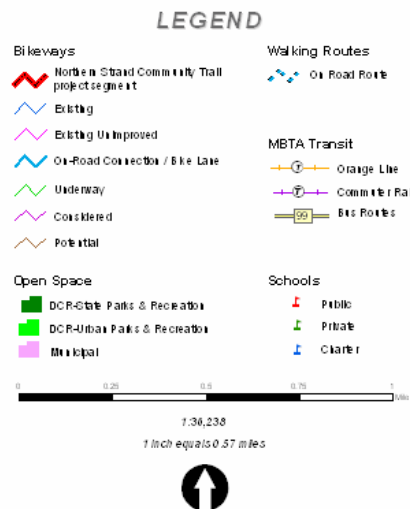 LEGEND
Bikeways
Northern Strand Community Trail
project segment
Existing
Existing Unimproved
On-Road Connection / Bike Lane
Underway
Considered
Potential
Walking Routes
On Road Route
MBTA Transit
T
Orange Line
T
Commuter Rai
99
Bus Routes
Open Space
DCR-State Parks & Recreation
DCR-Urban Parks & Recreation
Municipal
Schools
Public
Private
Charter
0 0.25 0.5 0.75 1
Miles
1:36,238
1 inch equals 0.57 miles